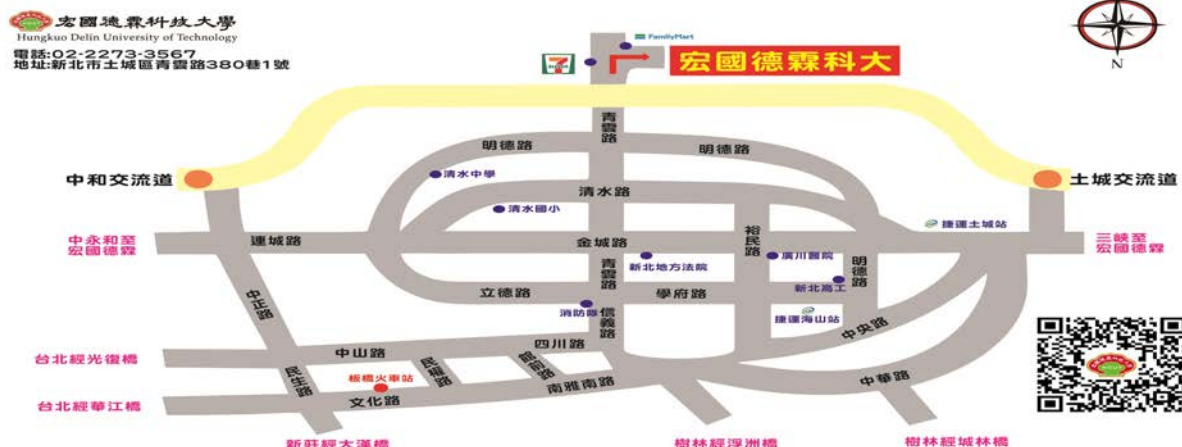 宏國德霖科技大學
Hungkuo Delin University of Technology
電話:02-2273-3567
地址:新北市土城區青雲路380巷1號
FamilyMart
7
宏國德霖科大
N
青雲路
明德路
明德路
中和交流道
清水中學
清水路
土城交流道
清水國小
捷運土城站
中永和至
宏國德霖
連城路
金城路
裕民路
三峽至
宏國德霖
新北地方法院
廣川醫院
明德路
青雲路
中正路
立德路
學府路
新北高工
消防隊
信義路
捷運海山站
中央路
四川路
台北經光復橋
中山路
民權路
館前路
民生路
板橋火車站
南雅南路
中華路
台北經華江橋
文化路
新莊經大漢橋
樹林經浮洲橋
樹林經城林橋